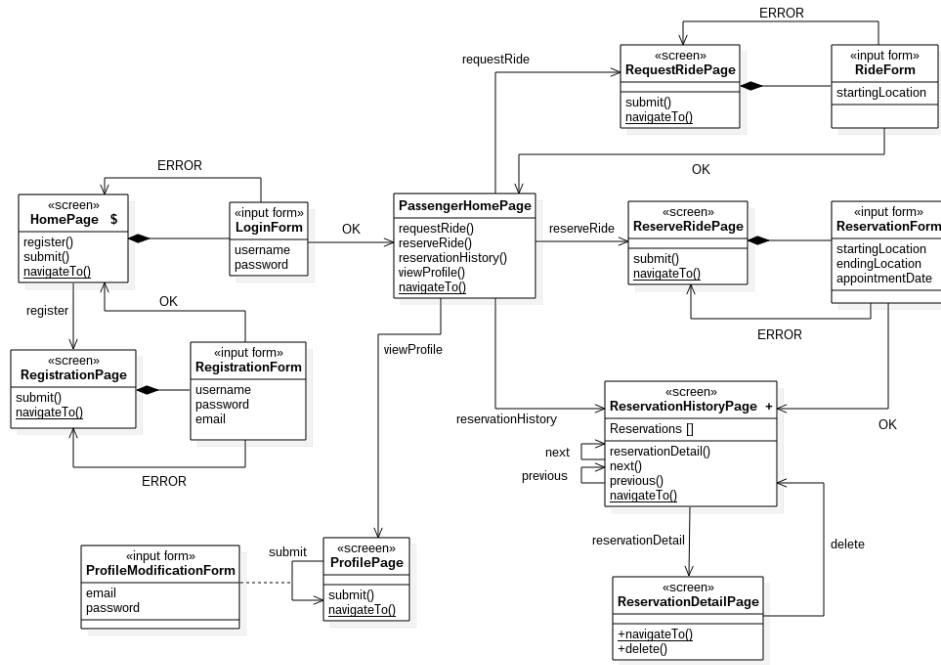 ERROR
«screen»
RequestRidePage
submit()
navigateTo()
«input form»
RideForm
startingLocation
requestRide
OK
ERROR
«screen»
HomePage $
register()
submit()
navigateTo()
«input form»
LoginForm
username
password
OK
PassengerHomePage
requestRide()
reserveRide()
reservationHistory()
viewProfile()
navigateTo()
reserveRide
«screen»
ReserveRidePage
submit()
navigateTo()
«input form»
ReservationForm
startingLocation
endingLocation
appointmentDate
ERROR
register
OK
«screen»
RegistrationPage
submit()
navigateTo()
«input form»
RegistrationForm
username
password
email
ERROR
viewProfile
reservationHistory
«screen»
ReservationHistoryPage +
Reservations []
reservationDetail()
next()
previous()
navigateTo()
next
previous
OK
reservationDetail
delete
«input form»
ProfileModificationForm
email
password
submit
«screeen»
ProfilePage
submit()
navigateTo()
«screen»
ReservationDetailPage
+navigateTo()
+delete()